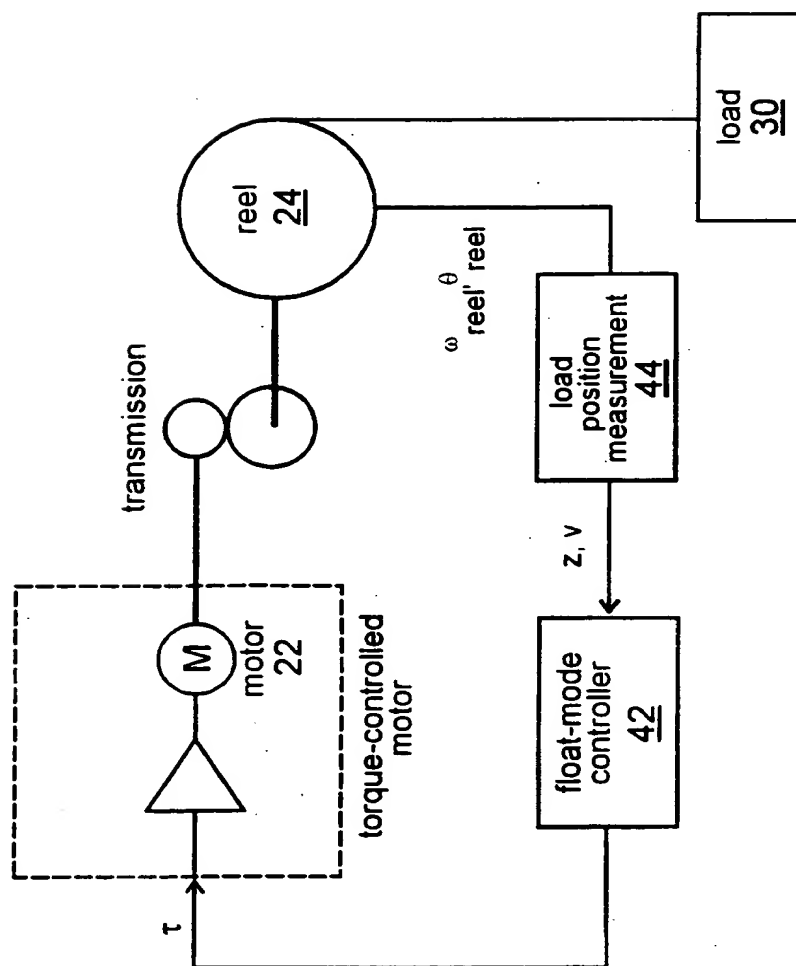 τ
M
motor
22
torque-controlled
motor
transmission
reel
24
ω reel' θ reel
load
position
measurement
44
z, v
float-mode
controller
42
load
30